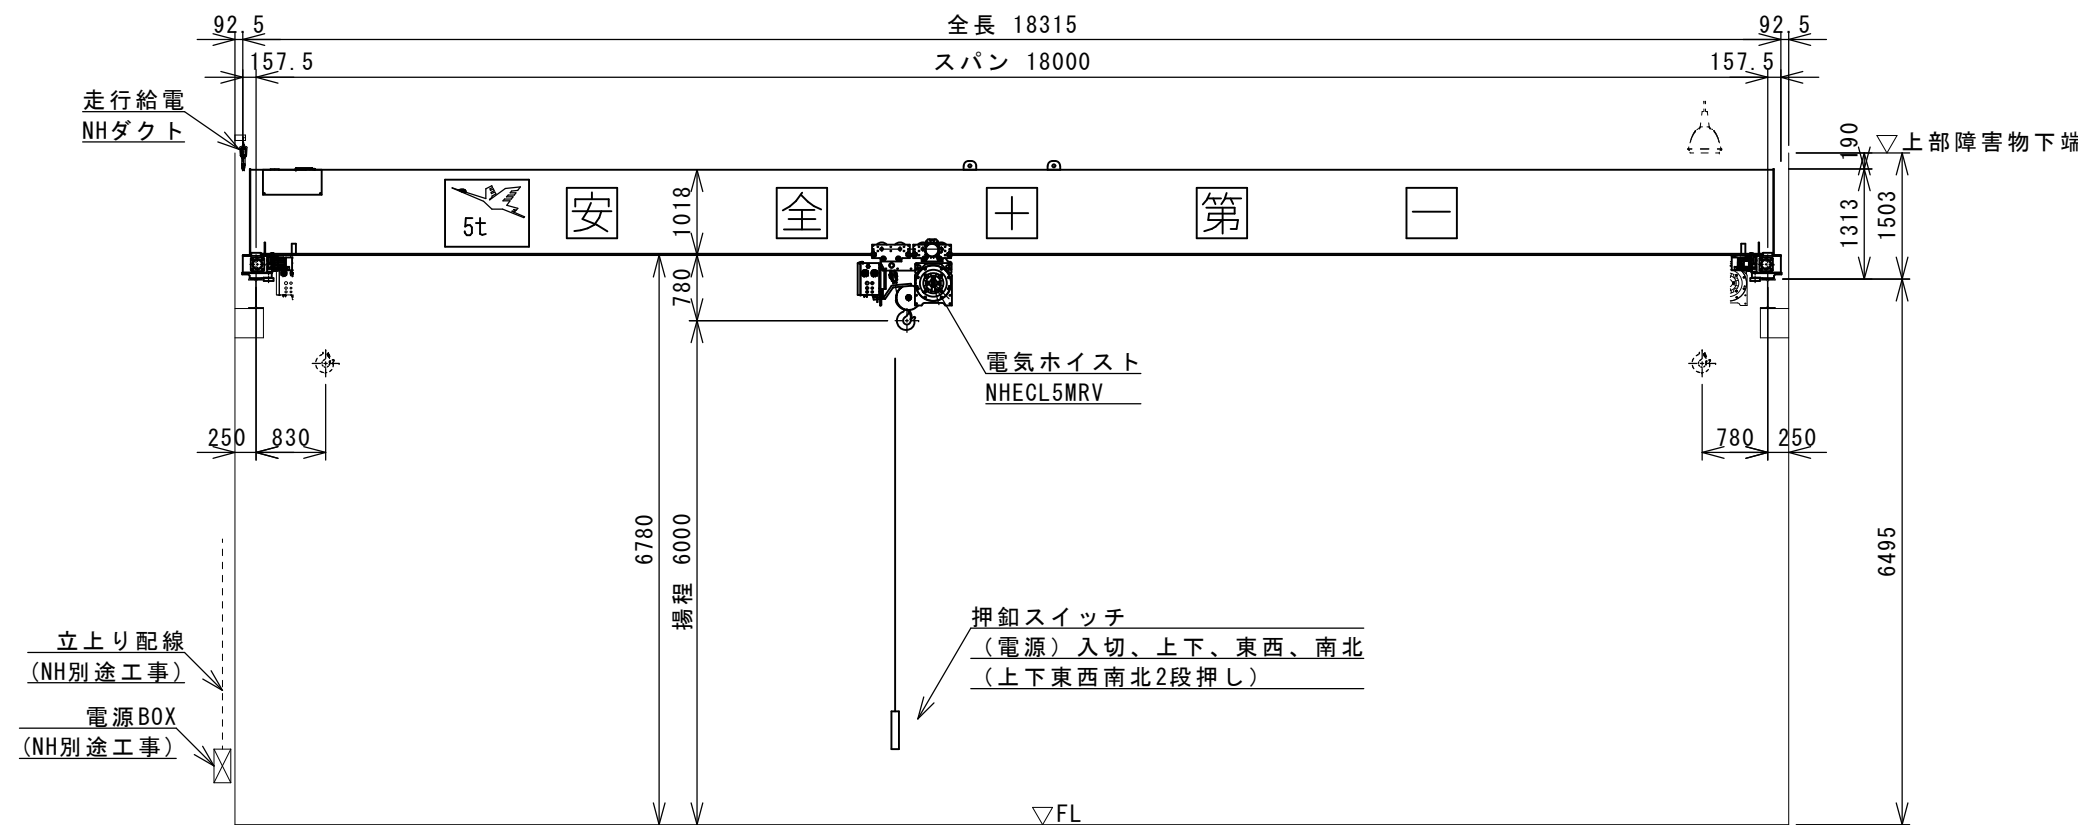 92.5
全長 18315
92.5
157.5
スパン 18000
157.5
走行給電
NHダクト
190
上部障害物下端
5t
安
全
十
第
一
1018
1313
1503
780
電気ホイスト
NHECL5MRV
250
830
780
250
6780
揚程 6000
6495
押釦スイッチ
（電源）入切、上下、東西、南北
（上下東西南北2段押し）
立上り配線
(NH別途工事)
電源BOX
(NH別途工事)
FL